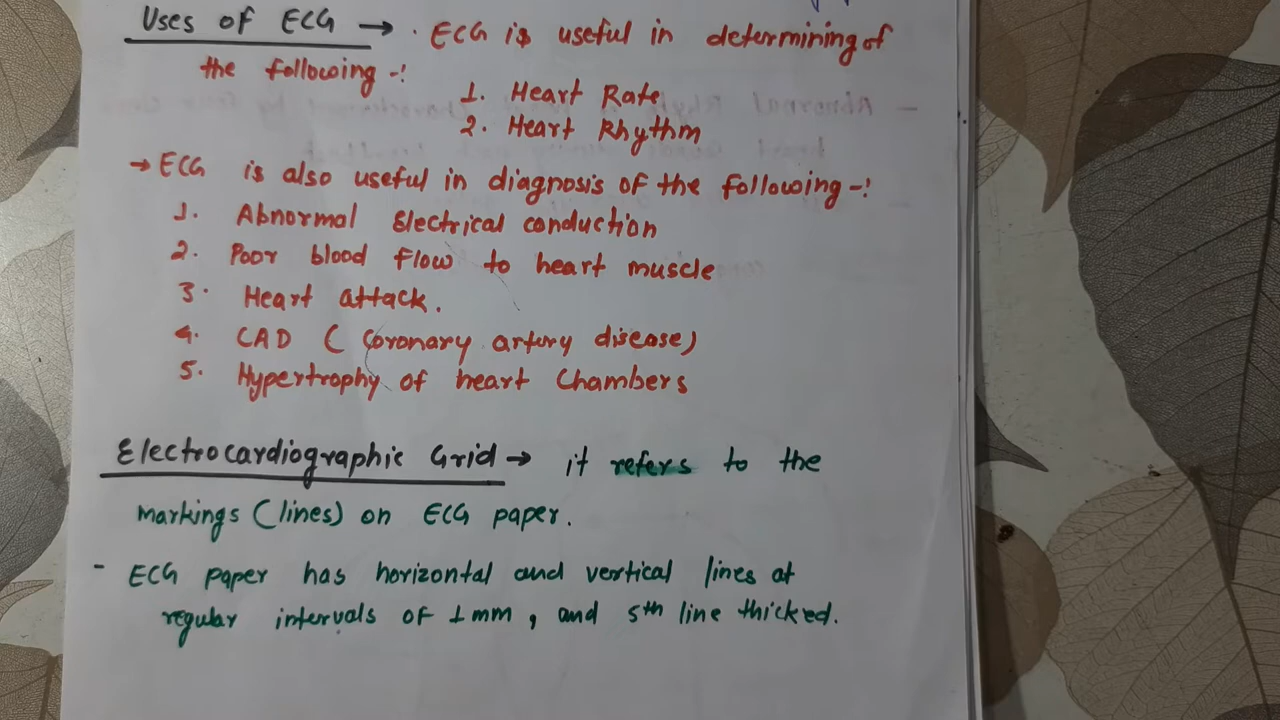 Uses of ECG → · ECG is useful in determining of
the following -:
1. Heart Rate
2. Heart Rhythm
→ ECG is also useful in diagnosis of the following -:
1. Abnormal Electrical conduction
2. Poor blood flow to heart muscle
3. Heart attack.
4. CAD ( Coronary artery disease)
5. Hypertrophy of heart Chambers
Electrocardiographic Grid → it refers to the
markings (lines) on ECG paper.
- ECG paper has horizontal and vertical lines at
regular intervals of 1 mm, and 5th line thicked.